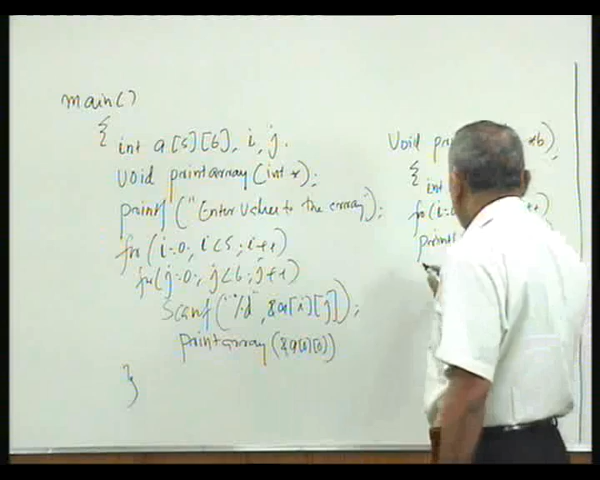 main()
{ int a[5][6], i, j.
void printarray(int *);
printf ("Enter values to the array");
for (i=0; i<5; i++)
for (j=0; j<6; j++)
scanf("%d", &a[i][j]);
printarray(&a[0][0])
}
void *b),
{ int
++)